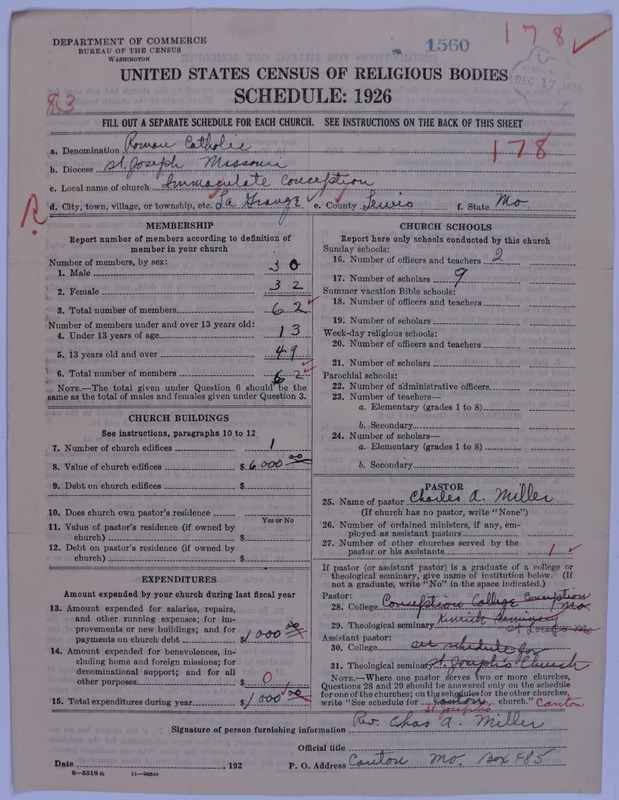 DEPARTMENT OF COMMERCE
BUREAU OF THE CENSUS
WASHINGTON
1560
178
DEC 17, 1926
UNITED STATES CENSUS OF RELIGIOUS BODIES
SCHEDULE: 1926
83
FILL OUT A SEPARATE SCHEDULE FOR EACH CHURCH. SEE INSTRUCTIONS ON THE BACK OF THIS SHEET
a. Denomination Roman Catholic
178
b. Diocese St. Joseph Missouri
c. Local name of church Immaculate Conception
d. City, town, village, or township, etc. La Grange e. County Lewis f. State Mo.
R
MEMBERSHIP
Report number of members according to definition of
member in your church
Number of members, by sex:
1. Male 30
2. Female 32
3. Total number of members 62
Number of members under and over 13 years old:
4. Under 13 years of age 13
5. 13 years old and over 49
6. Total number of members 62
NOTE.—The total given under Question 6 should be the
same as the total of males and females given under Question 3.
CHURCH BUILDINGS
See instructions, paragraphs 10 to 12
7. Number of church edifices 1
8. Value of church edifices $6000 00
9. Debt on church edifices $
10. Does church own pastor's residence
Yes or No
11. Value of pastor's residence (if owned by
church) $
12. Debt on pastor's residence (if owned by
church) $
EXPENDITURES
Amount expended by your church during last fiscal year
13. Amount expended for salaries, repairs,
and other running expenses; for im-
provements or new buildings; and for
payments on church debt $1000 00
14. Amount expended for benevolences, in-
cluding home and foreign missions; for
denominational support; and for all
other purposes $ 0
15. Total expenditures during year $1000 00
CHURCH SCHOOLS
Report here only schools conducted by this church
Sunday schools:
16. Number of officers and teachers 2
17. Number of scholars 9
Summer vacation Bible schools:
18. Number of officers and teachers
19. Number of scholars
Week-day religious schools:
20. Number of officers and teachers
21. Number of scholars
Parochial schools:
22. Number of administrative officers
23. Number of teachers—
a. Elementary (grades 1 to 8)
b. Secondary
24. Number of scholars—
a. Elementary (grades 1 to 8)
b. Secondary
PASTOR
25. Name of pastor Charles A. Miller
(If church has no pastor, write "None")
26. Number of ordained ministers, if any, em-
ployed as assistant pastors
27. Number of other churches served by the
pastor or his assistants 1
If pastor (or assistant pastor) is a graduate of a college or
theological seminary, give name of institution below. (If
not a graduate, write "No" in the space indicated.)
Pastor:
28. College Conception College Conception Mo.
29. Theological seminary Kenrick Seminary St Louis Mo
Assistant pastor:
30. College schedule for
31. Theological seminary St. Joseph's Church
NOTE.—Where one pastor serves two or more churches,
Questions 28 and 29 should be answered only on the schedule
for one of the churches; on the schedules for the other churches,
write "See schedule for Canton church." Canton
St Joseph's
Rev. Chas A. Miller
Signature of person furnishing information
Official title
Date , 192 P. O. Address Canton Mo. Box 485